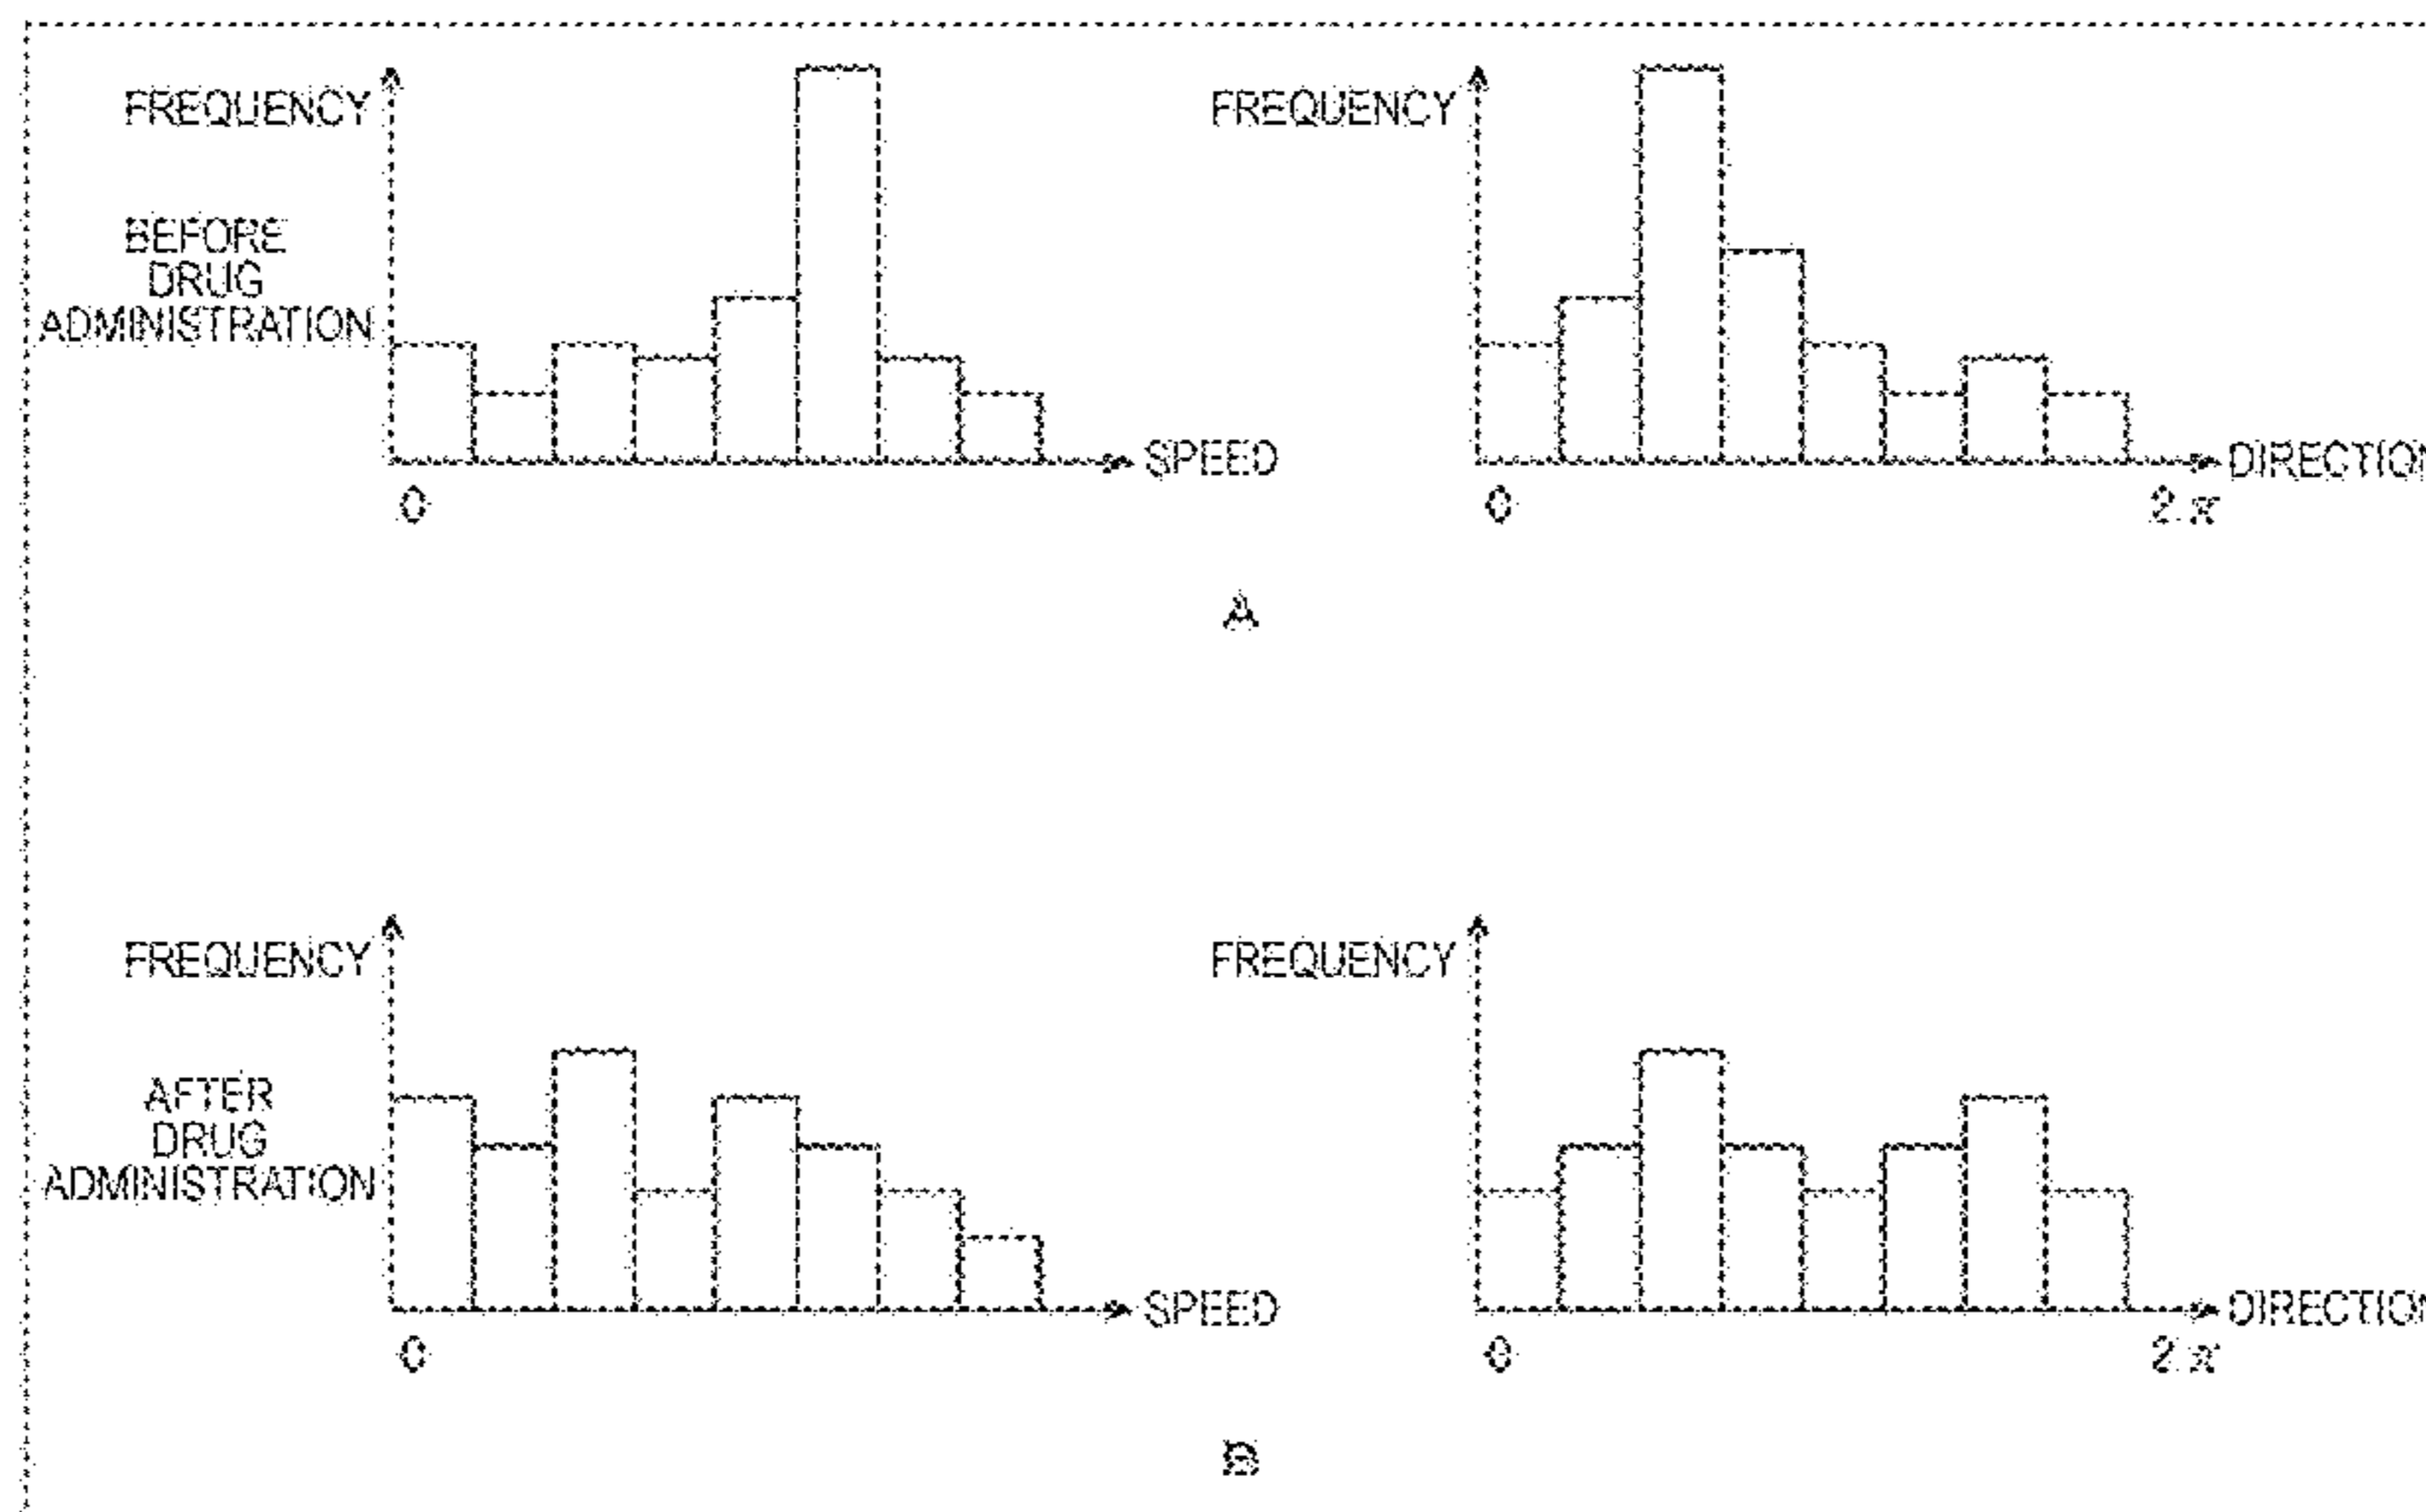 FREQUENCY
BEFORE
DRUG
ADMINISTRATION
SPEED
0
FREQUENCY
DIRECTION
0
2π
A
FREQUENCY
AFTER
DRUG
ADMINISTRATION
SPEED
0
FREQUENCY
DIRECTION
0
2π
B